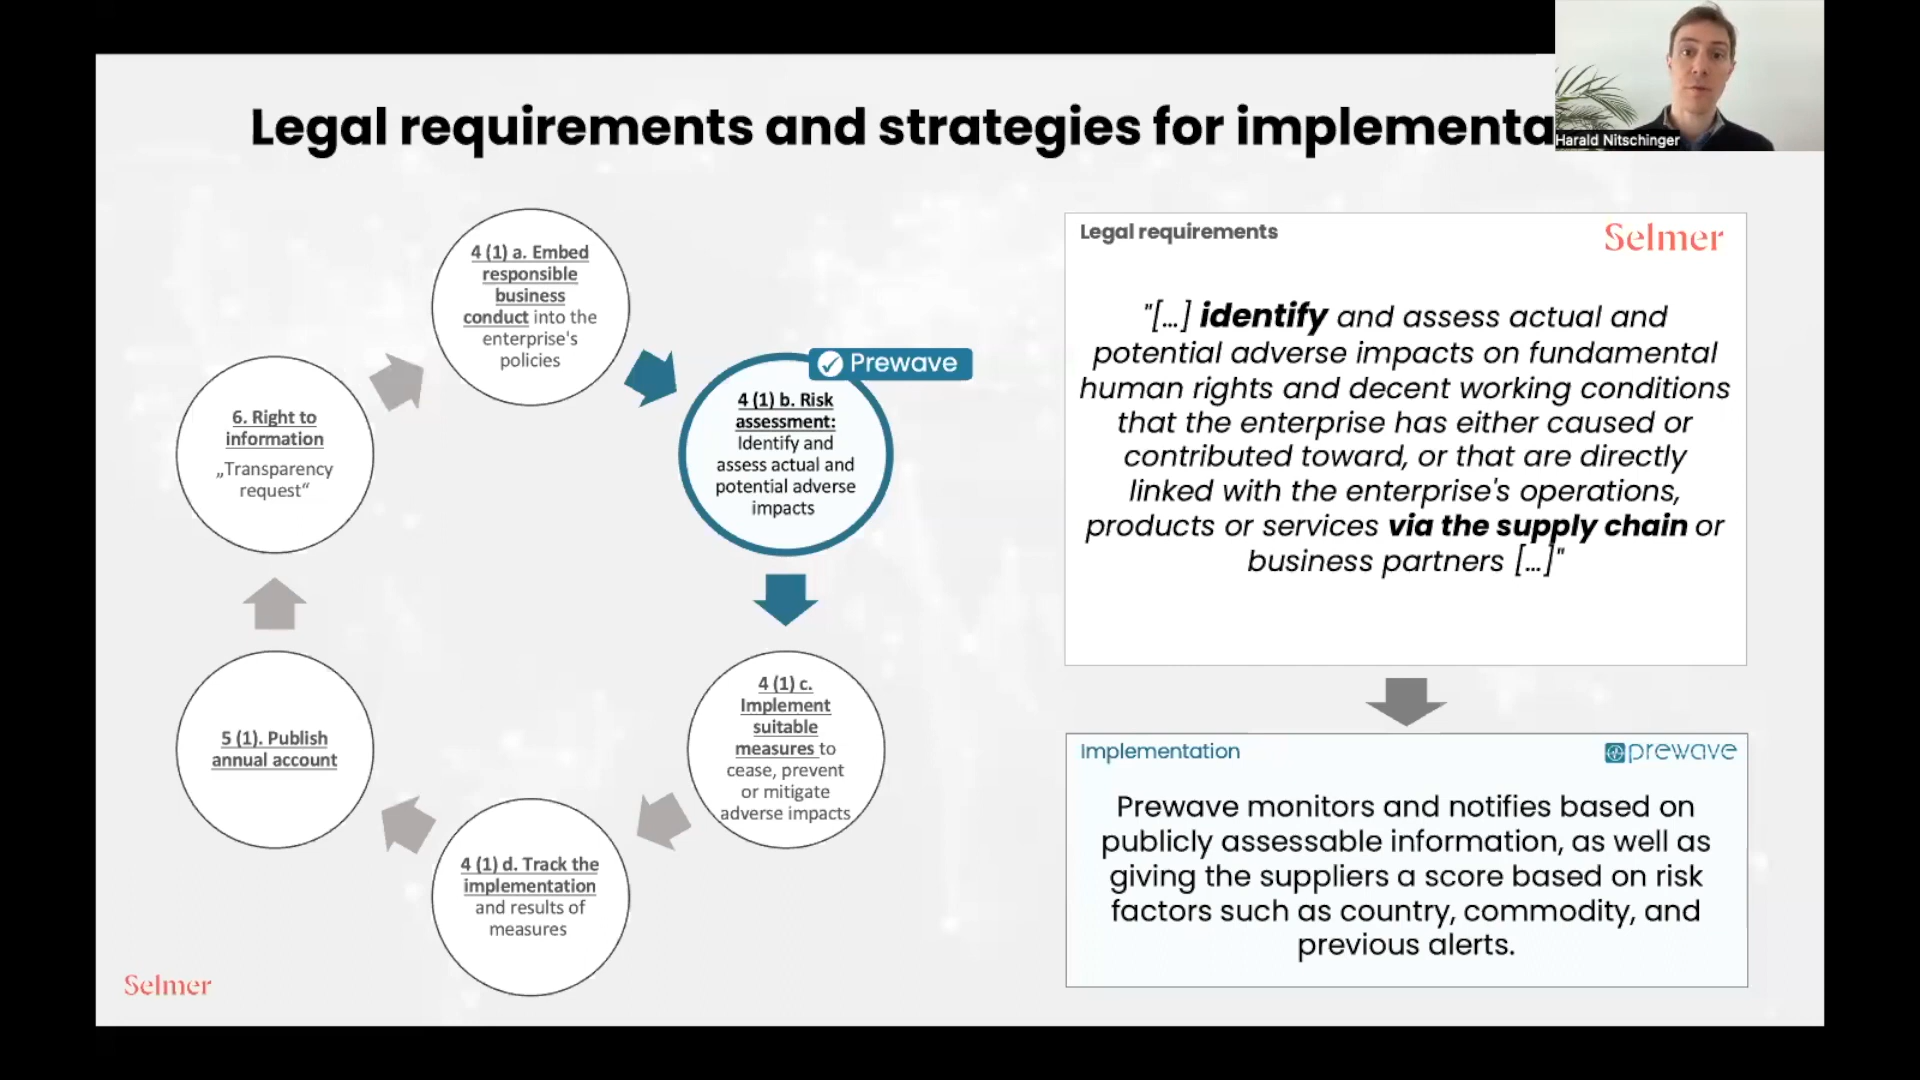 Legal requirements and strategies for implementa
Harald Nitschinger
4 (1) a. Embed
responsible
business
conduct into the
enterprise's
policies
Prewave
4 (1) b. Risk
assessment:
Identify and
assess actual and
potential adverse
impacts
4 (1) c.
Implement
suitable
measures to
cease, prevent
or mitigate
adverse impacts
4 (1) d. Track the
implementation
and results of
measures
5 (1). Publish
annual account
6. Right to
information
„Transparency
request“
Selmer
Legal requirements
Selmer
"[...] identify and assess actual and
potential adverse impacts on fundamental
human rights and decent working conditions
that the enterprise has either caused or
contributed toward, or that are directly
linked with the enterprise's operations,
products or services via the supply chain or
business partners [...]"
Implementation
prewave
Prewave monitors and notifies based on
publicly assessable information, as well as
giving the suppliers a score based on risk
factors such as country, commodity, and
previous alerts.